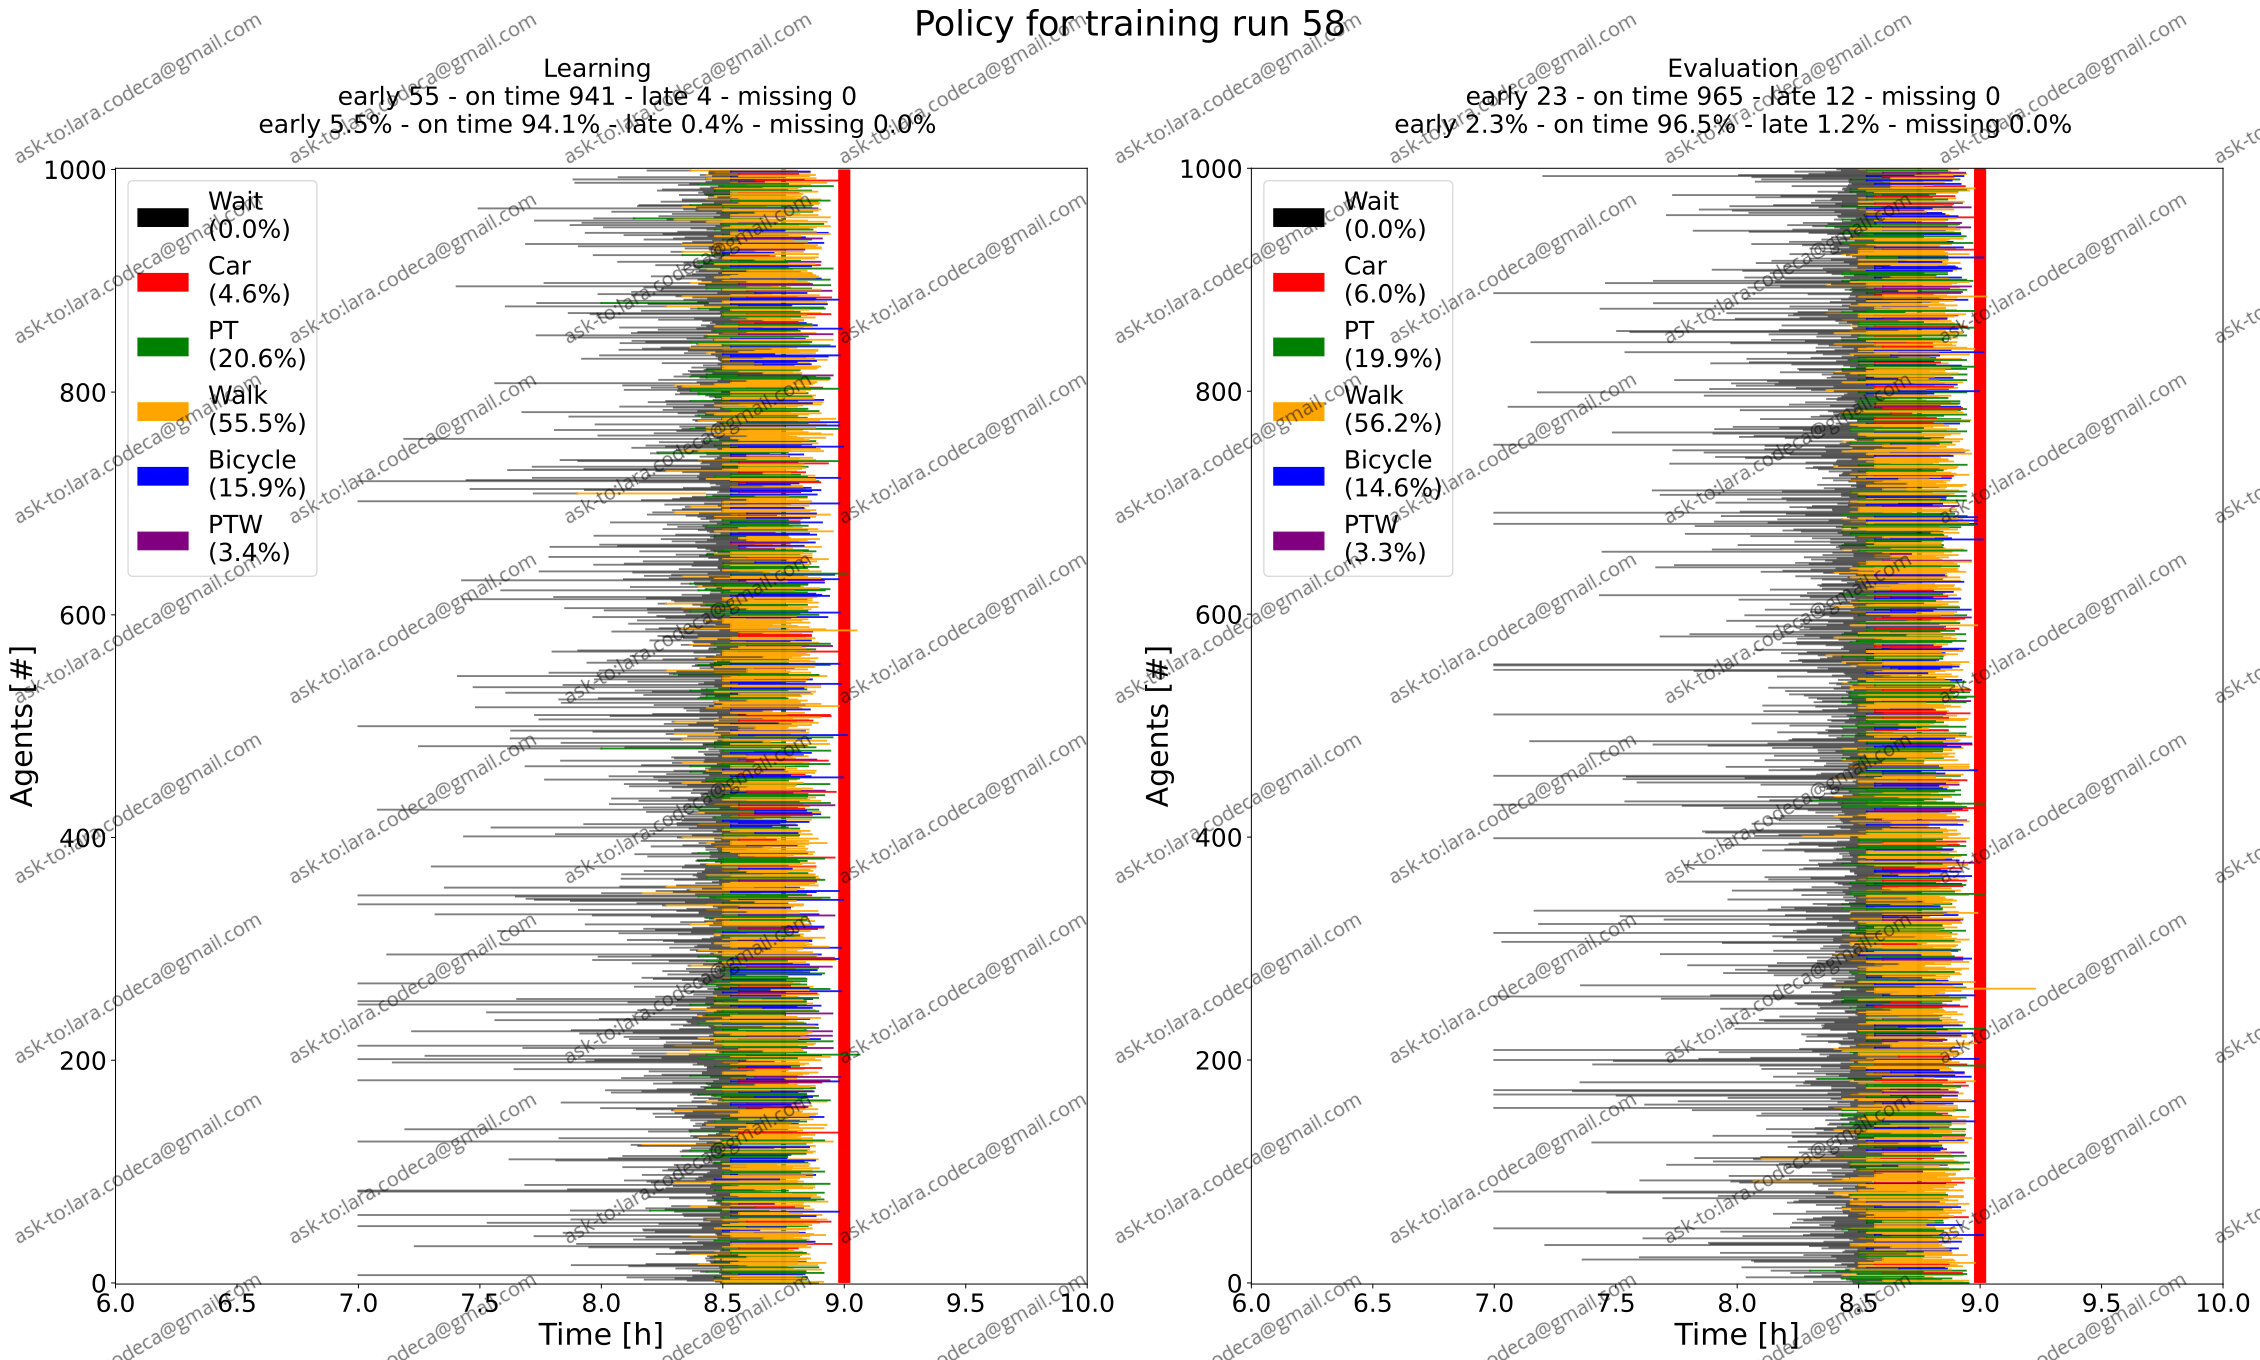 Policy for training run 58
Learning
early 55 - on time 941 - late 4 - missing 0
early 5.5% - on time 94.1% - late 0.4% - missing 0.0%
1000
800
600
400
200
0
Agents [#]
Wait
(0.0%)
Car
(4.6%)
PT
(20.6%)
Walk
(55.5%)
Bicycle
(15.9%)
PTW
(3.4%)
6.0 6.5 7.0 7.5 8.0 8.5 9.0 9.5 10.0
Time [h]
Evaluation
early 23 - on time 965 - late 12 - missing 0
early 2.3% - on time 96.5% - late 1.2% - missing 0.0%
1000
800
600
400
200
0
Agents [#]
Wait
(0.0%)
Car
(6.0%)
PT
(19.9%)
Walk
(56.2%)
Bicycle
(14.6%)
PTW
(3.3%)
6.0 6.5 7.0 7.5 8.0 8.5 9.0 9.5 10.0
Time [h]
ask-to:lara.codeca@gmail.com